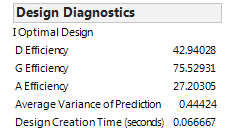 Design Diagnostics
I Optimal Design
D Efficiency 42.94028
G Efficiency 75.52931
A Efficiency 27.20305
Average Variance of Prediction 0.44424
Design Creation Time (seconds) 0.066667